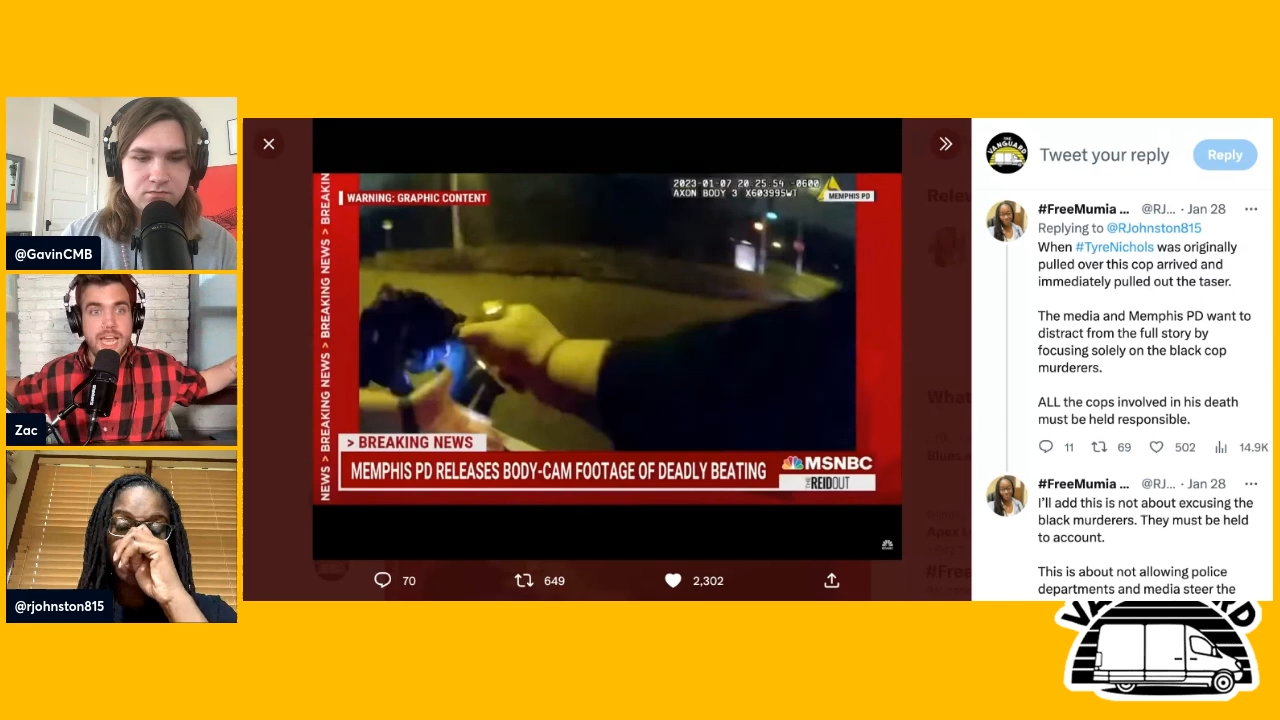 @GavinCMB
Zac
@rjohnston815
WARNING: GRAPHIC CONTENT
2023-01-07 20:25:54 -0600
AXON BODY 3 X603995WT
MEMPHIS PD
NEWS > BREAKING NEWS > BREAKING NEWS > BREAKIN
> BREAKING NEWS
MEMPHIS PD RELEASES BODY-CAM FOOTAGE OF DEADLY BEATING
MSNBC
THE REIDOUT
70
649
2,302
THE VANGUARD
Tweet your reply
Reply
#FreeMumia ... @RJ... · Jan 28
Replying to @RJohnston815
When #TyreNichols was originally
pulled over this cop arrived and
immediately pulled out the taser.
The media and Memphis PD want to
distract from the full story by
focusing solely on the black cop
murderers.
ALL the cops involved in his death
must be held responsible.
11 69 502 14.9K
#FreeMumia ... @RJ... · Jan 28
I'll add this is not about excusing the
black murderers. They must be held
to account.
This is about not allowing police
departments and media steer the